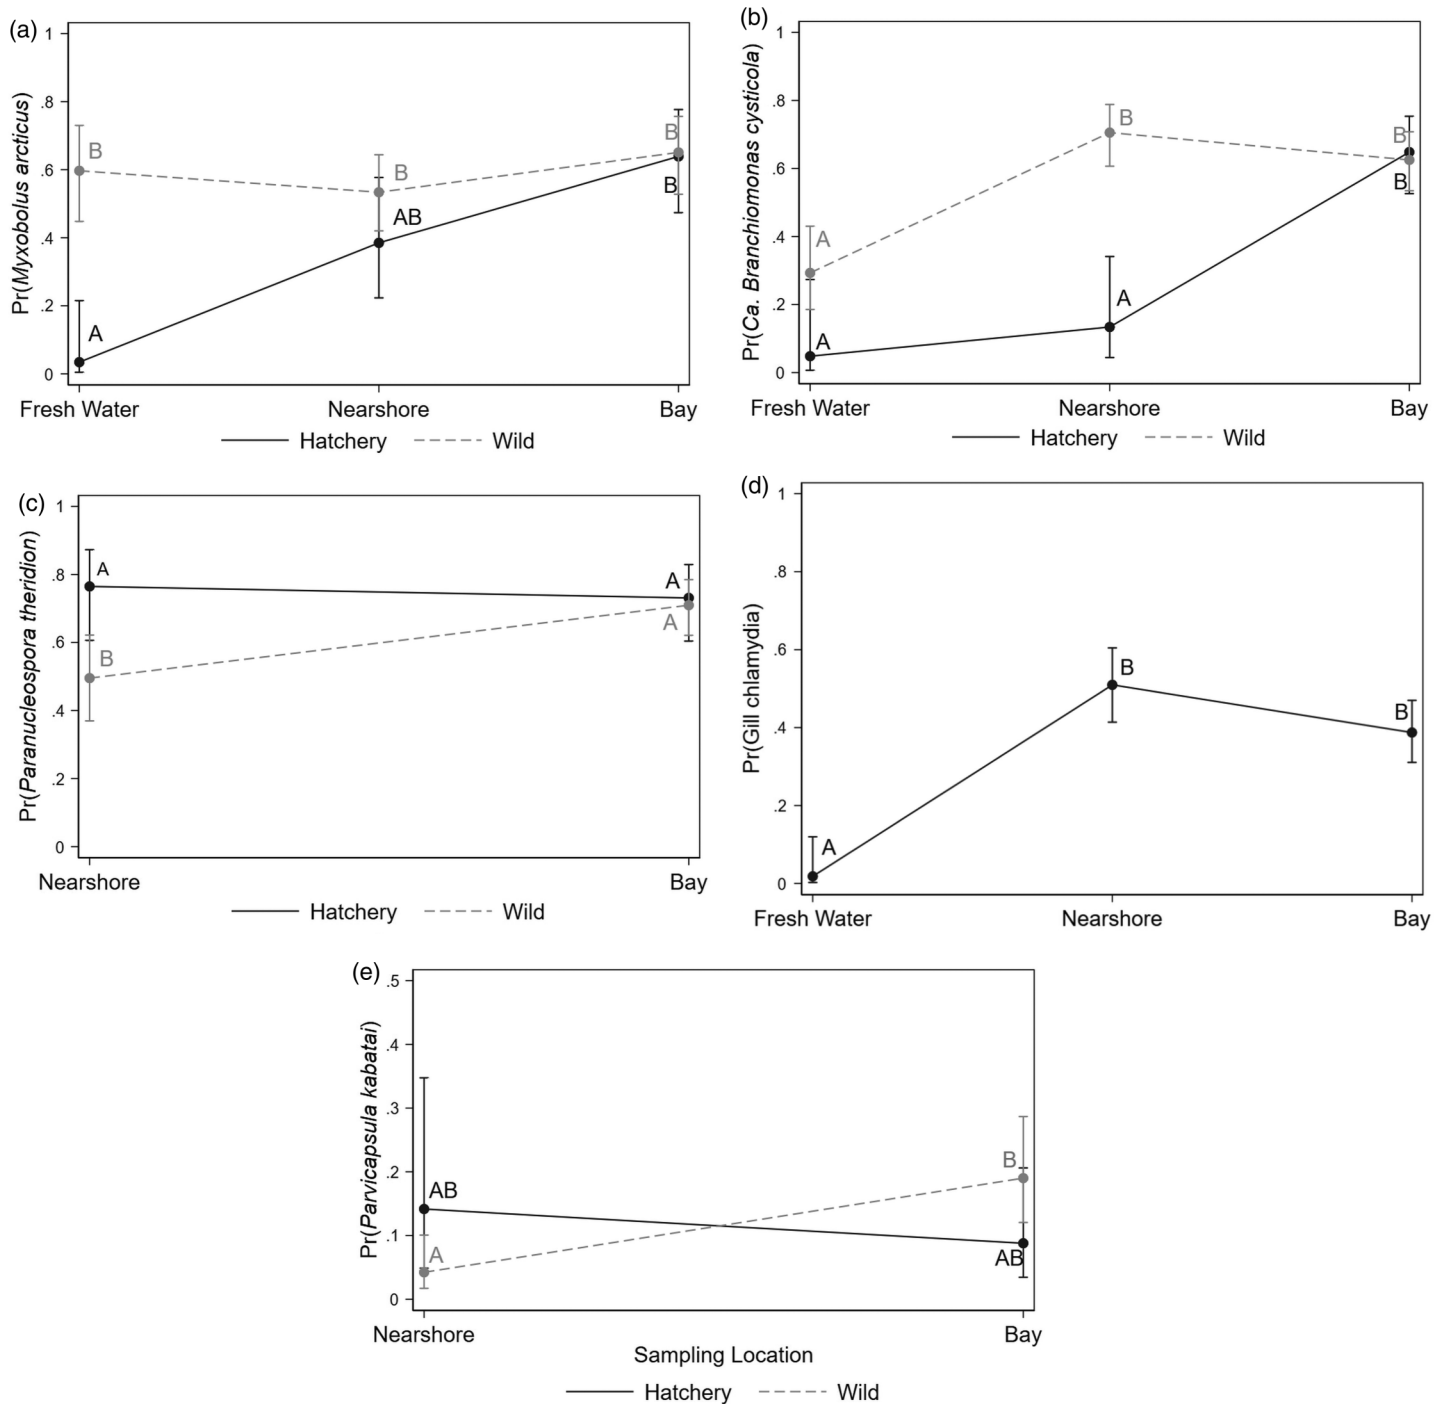 (a)
Pr(Myxobolus arcticus)
1
.8
.6
.4
.2
0
B
A
B
AB
B
B
Fresh Water Nearshore Bay
Hatchery Wild
(b)
Pr(Ca. Branchiomonas cysticola)
1
.8
.6
.4
.2
0
A
A
B
A
B
B
Fresh Water Nearshore Bay
Hatchery Wild
(c)
Pr(Paranucleospora theridion)
1
.8
.6
.4
.2
0
A
B
A
A
Nearshore Bay
Hatchery Wild
(d)
Pr(Gill chlamydia)
1
.8
.6
.4
.2
0
A
B
B
Fresh Water Nearshore Bay
(e)
Pr(Parvicapsula kabatai)
.5
.4
.3
.2
.1
0
AB
A
B
AB
Nearshore Bay
Sampling Location
Hatchery Wild